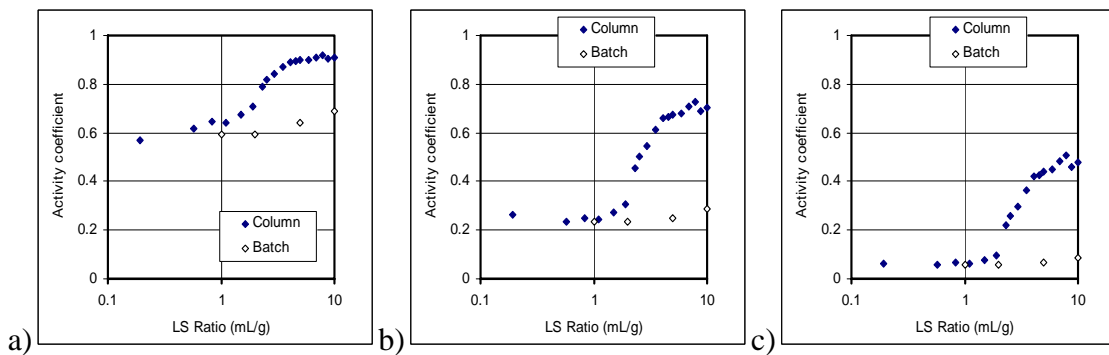 a)
Activity coefficient
1
0.8
0.6
0.4
0.2
0
0.1
1
10
LS Ratio (mL/g)
Column
Batch
b)
Activity coefficient
1
0.8
0.6
0.4
0.2
0
0.1
1
10
LS Ratio (mL/g)
Column
Batch
c)
Activity coefficient
1
0.8
0.6
0.4
0.2
0
0.1
1
10
LS Ratio (mL/g)
Column
Batch